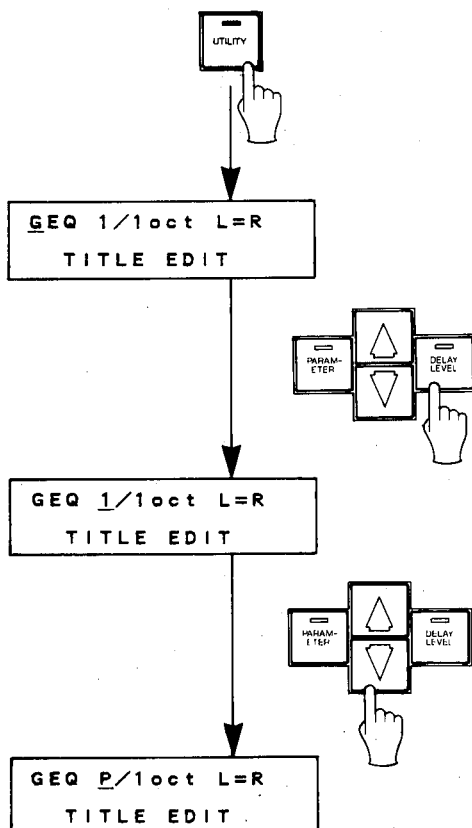 UTILITY
GEQ 1/1oct L=R
TITLE EDIT
PARAM-
ETER
DELAY
LEVEL
GEQ 1/1oct L=R
TITLE EDIT
PARAM-
ETER
DELAY
LEVEL
GEQ P/1oct L=R
TITLE EDIT